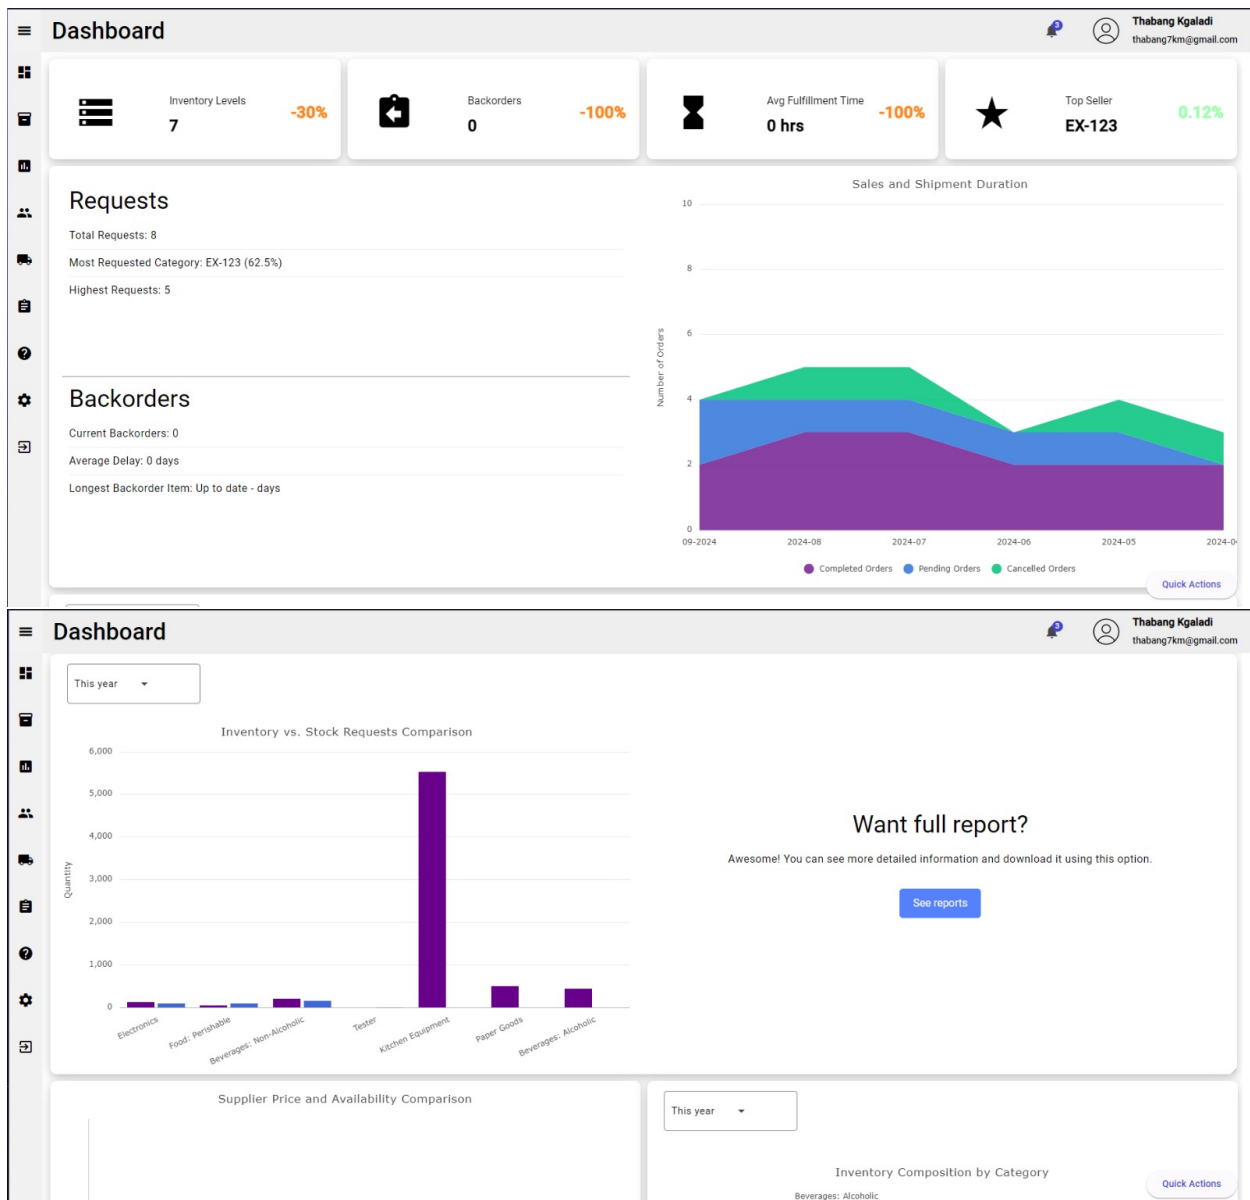 Dashboard
3
Thabang Kgaladi
thabang7km@gmail.com
Inventory Levels
7
-30%
Backorders
0
-100%
Avg Fulfillment Time
0 hrs
-100%
Top Seller
EX-123
0.12%
Requests
Total Requests: 8
Most Requested Category: EX-123 (62.5%)
Highest Requests: 5
Backorders
Current Backorders: 0
Average Delay: 0 days
Longest Backorder Item: Up to date - days
Sales and Shipment Duration
Number of Orders
10
8
6
4
2
0
09-2024
2024-08
2024-07
2024-06
2024-05
2024-0
Completed Orders
Pending Orders
Cancelled Orders
Quick Actions
Dashboard
3
Thabang Kgaladi
thabang7km@gmail.com
This year
Inventory vs. Stock Requests Comparison
Quantity
6,000
5,000
4,000
3,000
2,000
1,000
0
Electronics
Food: Perishable
Beverages: Non-Alcoholic
Tester
Kitchen Equipment
Paper Goods
Beverages: Alcoholic
Want full report?
Awesome! You can see more detailed information and download it using this option.
See reports
Supplier Price and Availability Comparison
This year
Inventory Composition by Category
Beverages: Alcoholic
Quick Actions